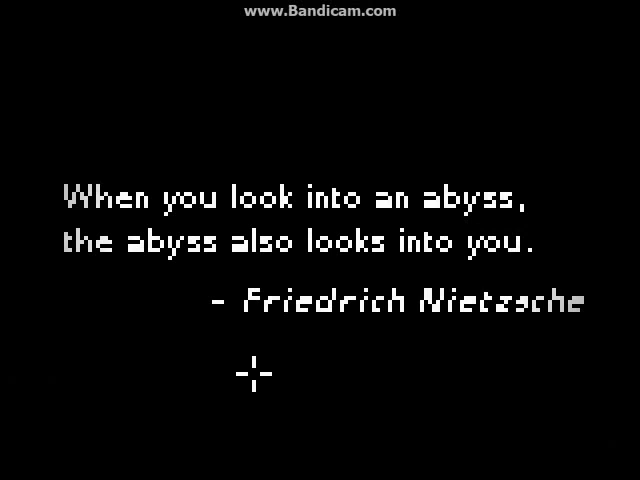 www.Bandicam.com
When you look into an abyss,
the abyss also looks into you.
- Friedrich Nietzsche